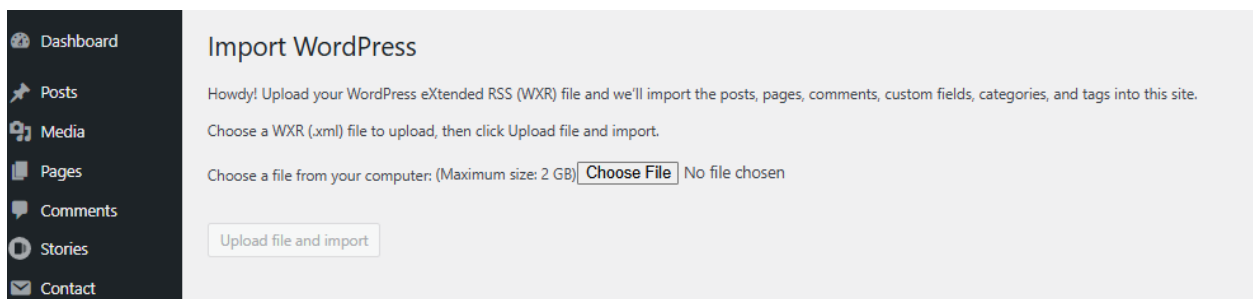 Dashboard
Import WordPress
Posts
Howdy! Upload your WordPress eXtended RSS (WXR) file and we'll import the posts, pages, comments, custom fields, categories, and tags into this site.
Media
Choose a WXR (.xml) file to upload, then click Upload file and import.
Pages
Choose a file from your computer: (Maximum size: 2 GB) Choose File No file chosen
Comments
Upload file and import
Stories
Contact